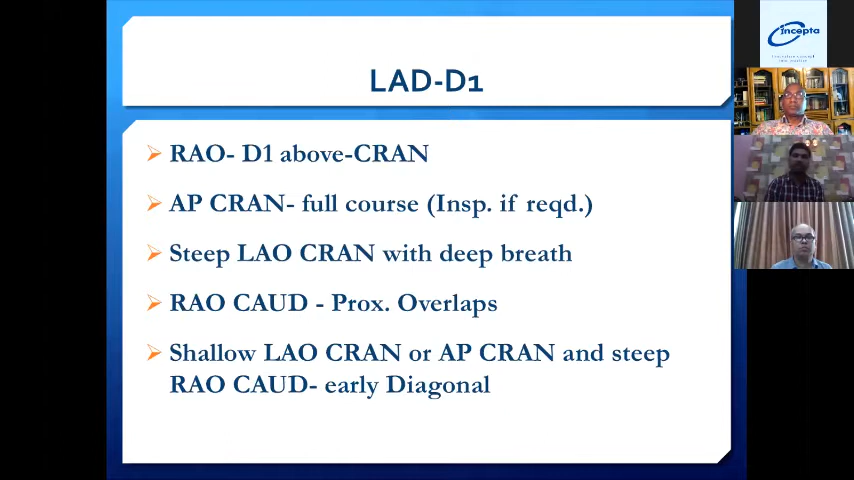 LAD-D1
RAO- D1 above-CRAN
AP CRAN- full course (Insp. if reqd.)
Steep LAO CRAN with deep breath
RAO CAUD - Prox. Overlaps
Shallow LAO CRAN or AP CRAN and steep
RAO CAUD- early Diagonal
incepta